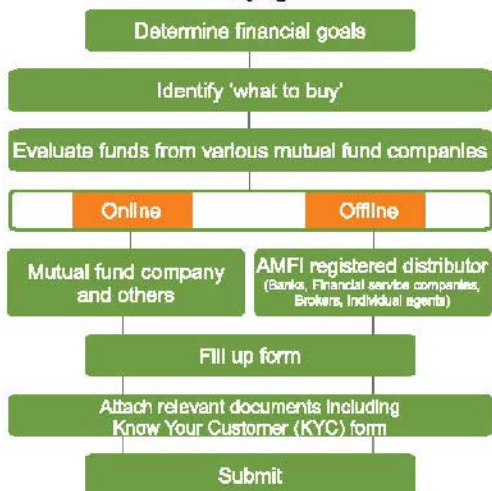 Determine financial goals
Identify 'what to buy'
Evaluate funds from various mutual fund companies
Online
Offline
Mutual fund company
and others
AMFI registered distributor
(Banks, Financial service companies,
Brokers, Individual agents)
Fill up form
Attach relevant documents including
Know Your Customer (KYC) form
Submit